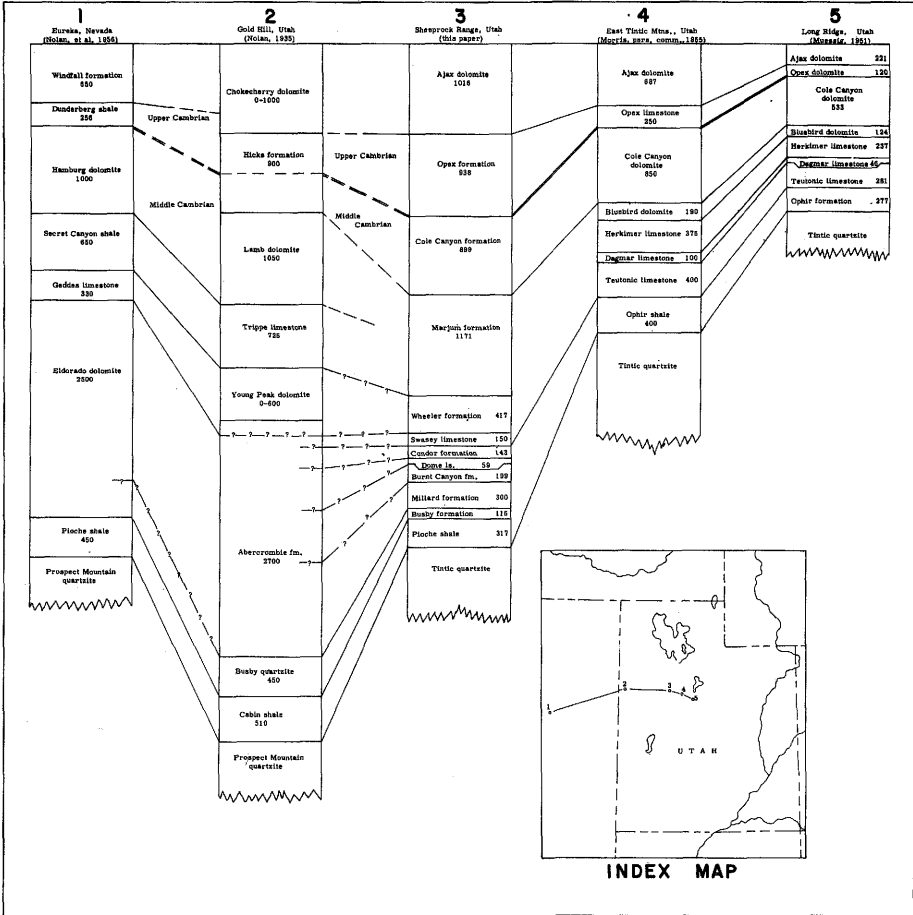 1
Eureka, Nevada
(Nolan, et al, 1956)
Windfall formation
650
Dunderberg shale
256
Hamburg dolomite
1000
Secret Canyon shale
650
Geddes limestone
330
Eldorado dolomite
2500
Pioche shale
450
Prospect Mountain
quartzite
Upper Cambrian
Middle Cambrian
2
Gold Hill, Utah
(Nolan, 1935)
Chokecherry dolomite
0-1000
Hicks formation
900
Lamb dolomite
1050
Trippe limestone
725
Young Peak dolomite
0-600
Abercrombie fm.
2700
Busby quartzite
450
Cabin shale
510
Prospect Mountain
quartzite
Upper Cambrian
Middle
Cambrian
3
Sheeprock Range, Utah
(this paper)
Ajax dolomite
1016
Opex formation
938
Cole Canyon formation
899
Marjum formation
1171
Wheeler formation 417
Swasey limestone 150
Condor formation 143
Dome ls. 59
Burnt Canyon fm. 199
Millard formation 300
Busby formation 116
Pioche shale 317
Tintic quartzite
4
East Tintic Mtns., Utah
(Morris, pers. comm., 1955)
Ajax dolomite
687
Opex limestone
250
Cole Canyon
dolomite
850
Bluebird dolomite 190
Herkimer limestone 375
Dagmar limestone 100
Teutonic limestone 400
Ophir shale
400
Tintic quartzite
5
Long Ridge, Utah
(Muessig, 1951)
Ajax dolomite 221
Opex dolomite 120
Cole Canyon
dolomite
533
Bluebird dolomite 124
Herkimer limestone 237
Dagmar limestone 46
Teutonic limestone 281
Ophir formation 277
Tintic quartzite
1
2
3
4
5
UTAH
INDEX MAP